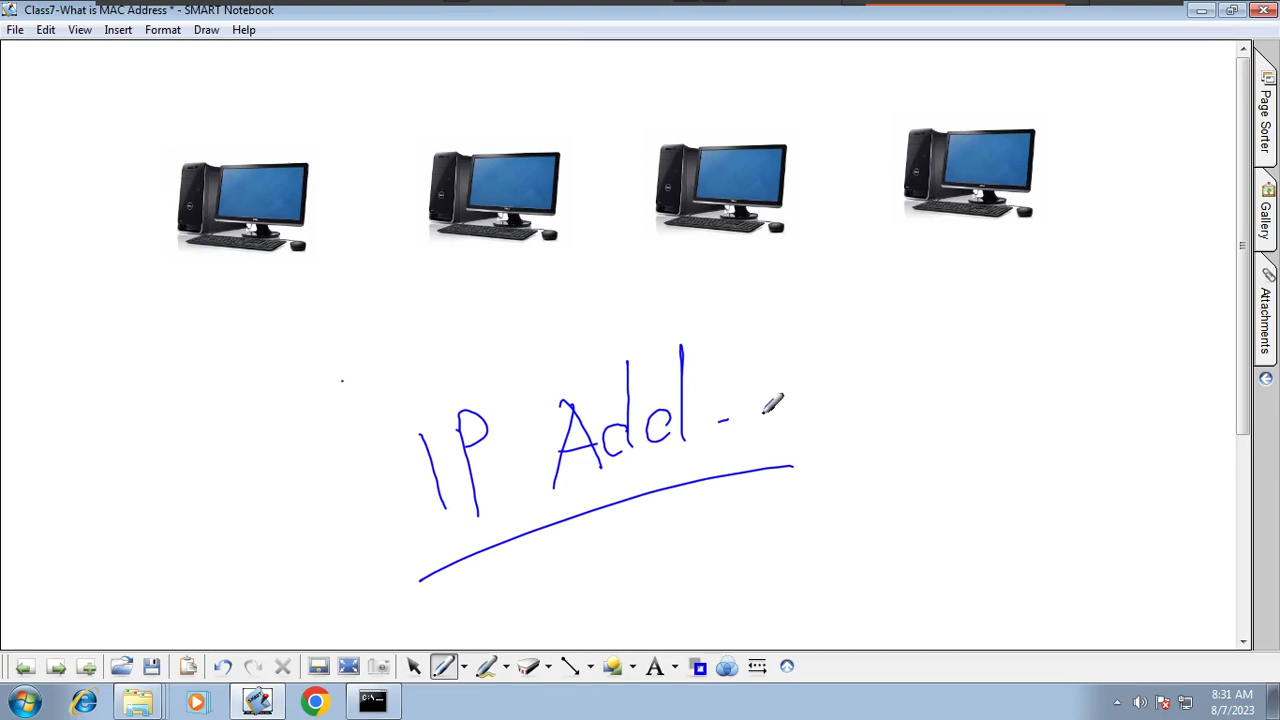 Class7-What is MAC Address * - SMART Notebook
File Edit View Insert Format Draw Help
Page Sorter
Gallery
Attachments
IP Add -
8:31 AM
8/7/2023